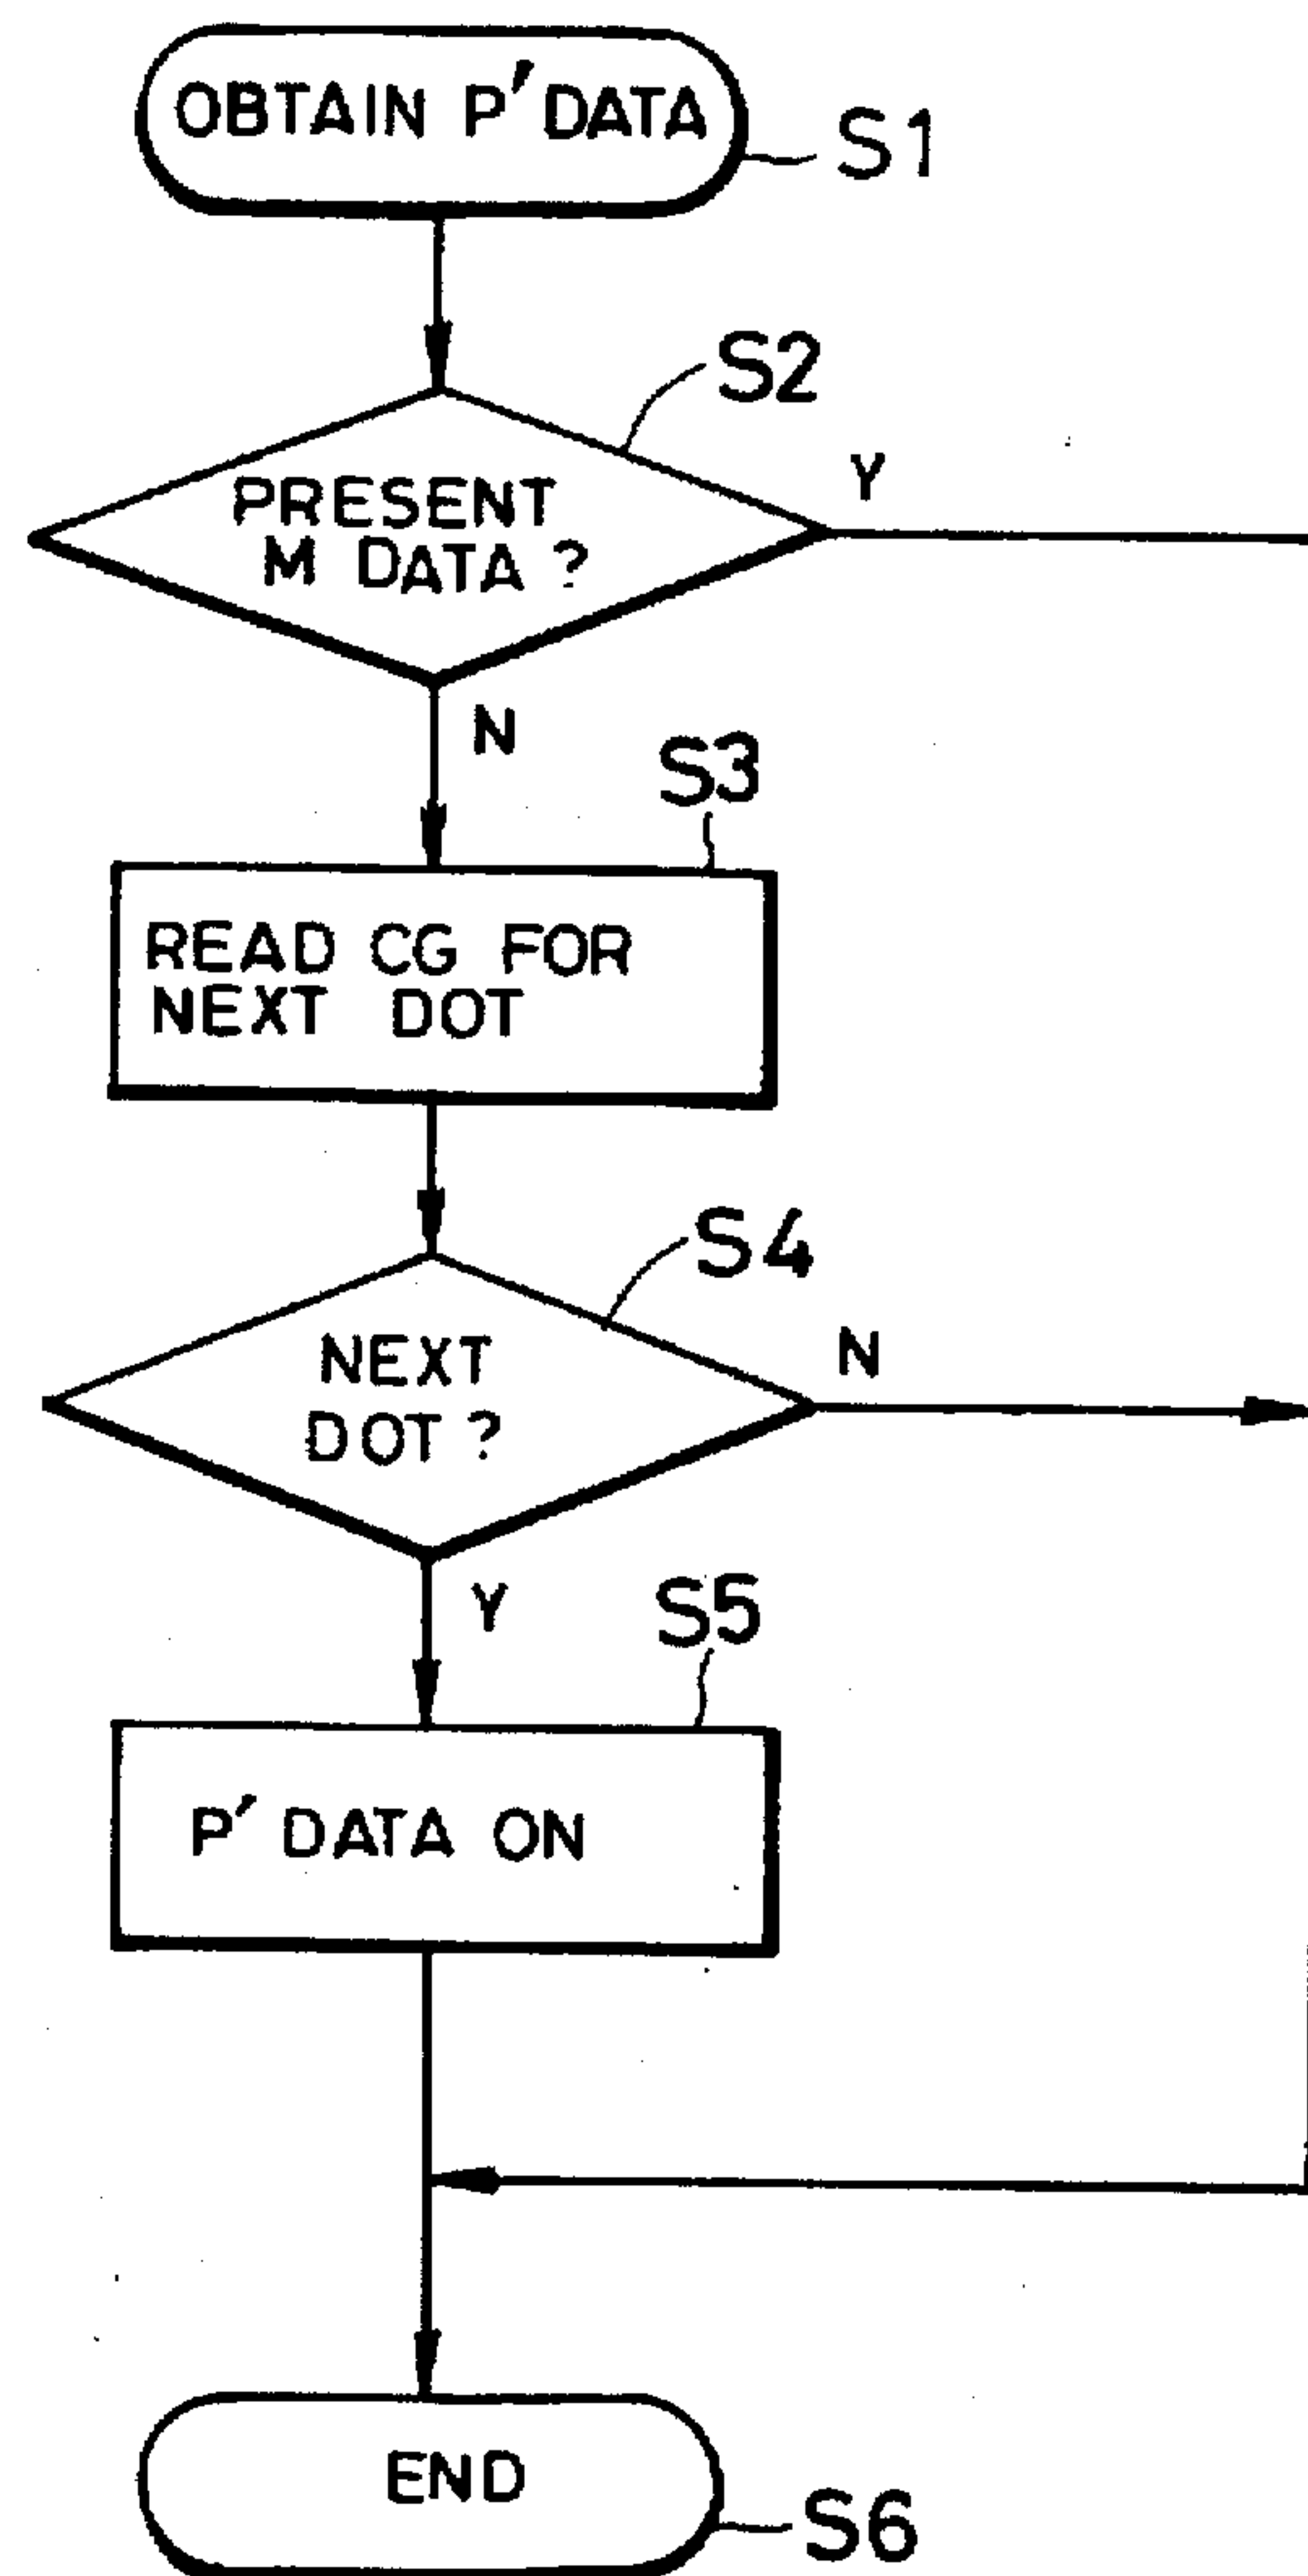 OBTAIN P' DATA
S1
S2
PRESENT
M DATA ?
Y
N
S3
READ CG FOR
NEXT DOT
S4
NEXT
DOT ?
N
Y
S5
P' DATA ON
END
S6